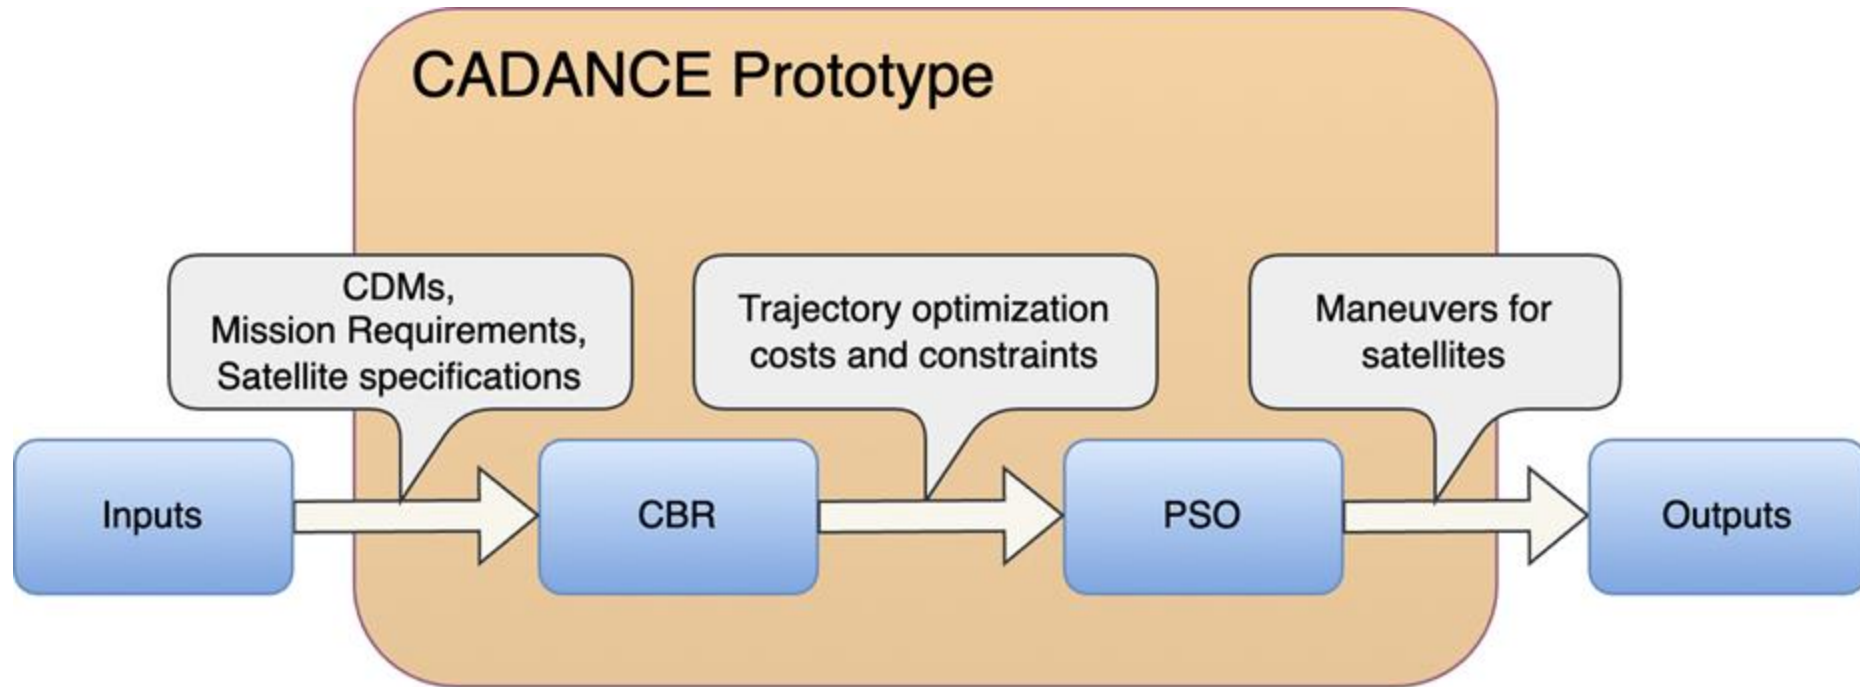 CADANCE Prototype
CDMs,
Mission Requirements,
Satellite specifications
Trajectory optimization
costs and constraints
Maneuvers for
satellites
Inputs
CBR
PSO
Outputs